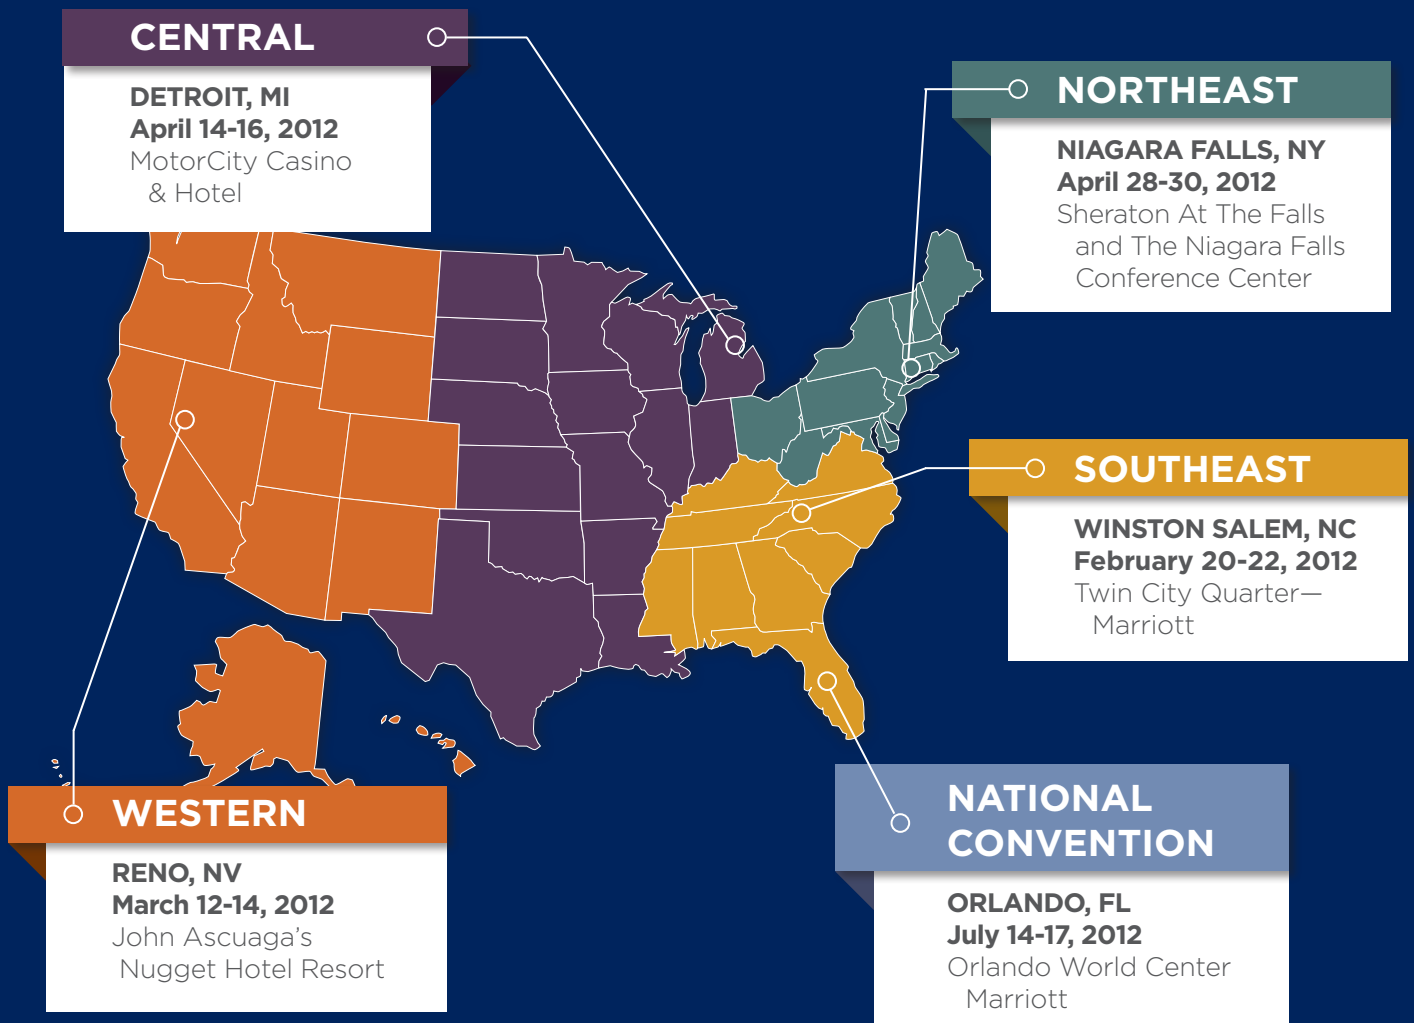 CENTRAL
DETROIT, MI
April 14-16, 2012
MotorCity Casino
& Hotel
NORTHEAST
NIAGARA FALLS, NY
April 28-30, 2012
Sheraton At The Falls
and The Niagara Falls
Conference Center
SOUTHEAST
WINSTON SALEM, NC
February 20-22, 2012
Twin City Quarter—
Marriott
WESTERN
RENO, NV
March 12-14, 2012
John Ascuaga's
Nugget Hotel Resort
NATIONAL
CONVENTION
ORLANDO, FL
July 14-17, 2012
Orlando World Center
Marriott